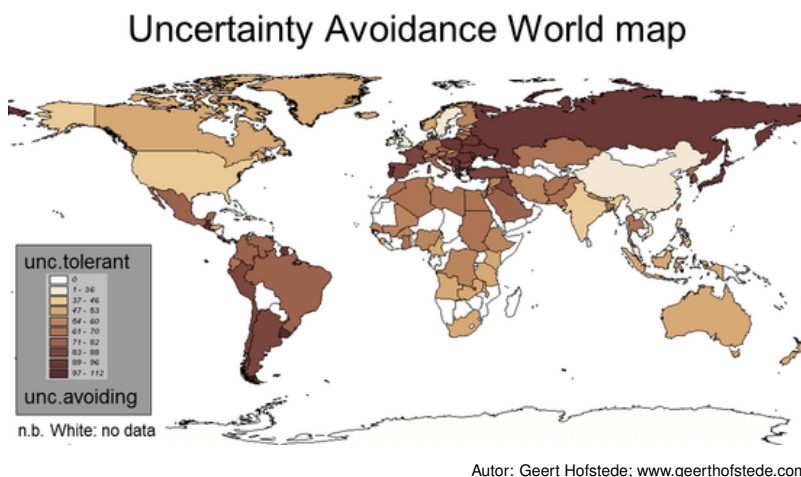 Uncertainty Avoidance World map
unc.tolerant
0
1 - 36
37 - 46
47 - 53
54 - 60
61 - 70
71 - 82
83 - 88
89 - 96
97 - 112
unc.avoiding
n.b. White: no data
Autor: Geert Hofstede; www.geerthofstede.com